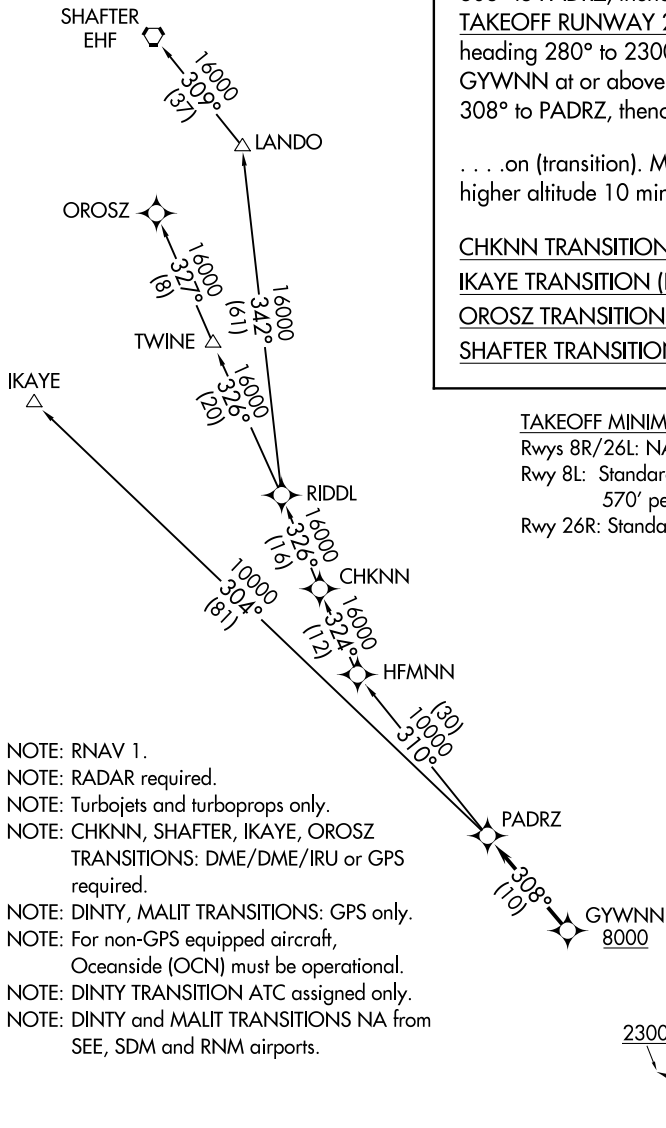 SHAFTER
EHF
16000
309°
(37)
LANDO
OROSZ
16000
327°
(8)
16000
342°
(61)
TWINE
16000
326°
(20)
IKAYE
RIDDL
16000
326°
(16)
CHKNN
10000
304°
(81)
16000
324°
(12)
HFMNN
(30)
10000
310°
PADRZ
308°
(10)
GYWNN
8000
2300
TAKEOFF RUNWAY 2
heading 280° to 2300
GYWNN at or above
308° to PADRZ, thenc
. . . .on (transition). M
higher altitude 10 min
CHKNN TRANSITION
IKAYE TRANSITION (I
OROSZ TRANSITION
SHAFTER TRANSITION
TAKEOFF MINIM
Rwys 8R/26L: NA
Rwy 8L: Standar
570' pe
Rwy 26R: Standa
NOTE: RNAV 1.
NOTE: RADAR required.
NOTE: Turbojets and turboprops only.
NOTE: CHKNN, SHAFTER, IKAYE, OROSZ
TRANSITIONS: DME/DME/IRU or GPS
required.
NOTE: DINTY, MALIT TRANSITIONS: GPS only.
NOTE: For non-GPS equipped aircraft,
Oceanside (OCN) must be operational.
NOTE: DINTY TRANSITION ATC assigned only.
NOTE: DINTY and MALIT TRANSITIONS NA from
SEE, SDM and RNM airports.